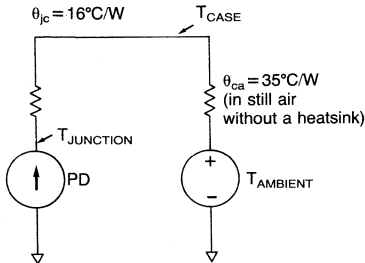 θjc = 16°C/W
TCASE
θca = 35°C/W
(in still air
without a heatsink)
TJUNCTION
PD
+
−
TAMBIENT